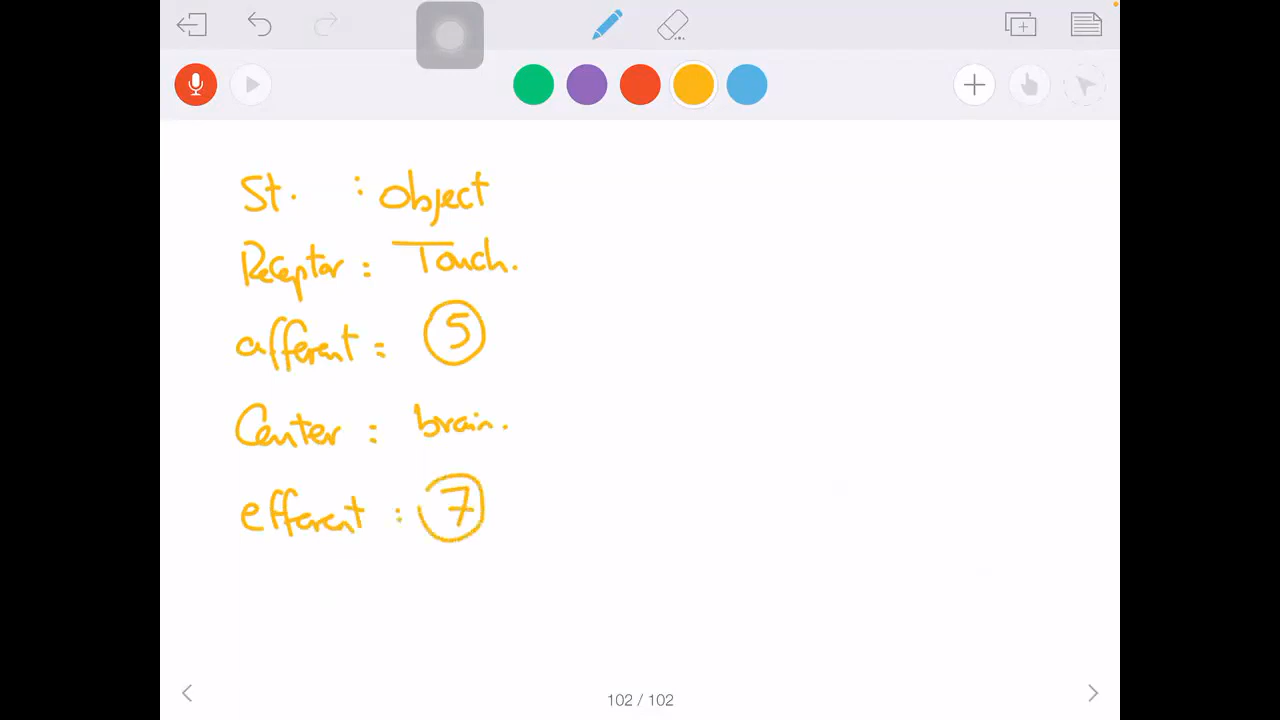 St. : object
Receptor : Touch.
afferent : 5
Center : brain.
efferent : 7
102 / 102